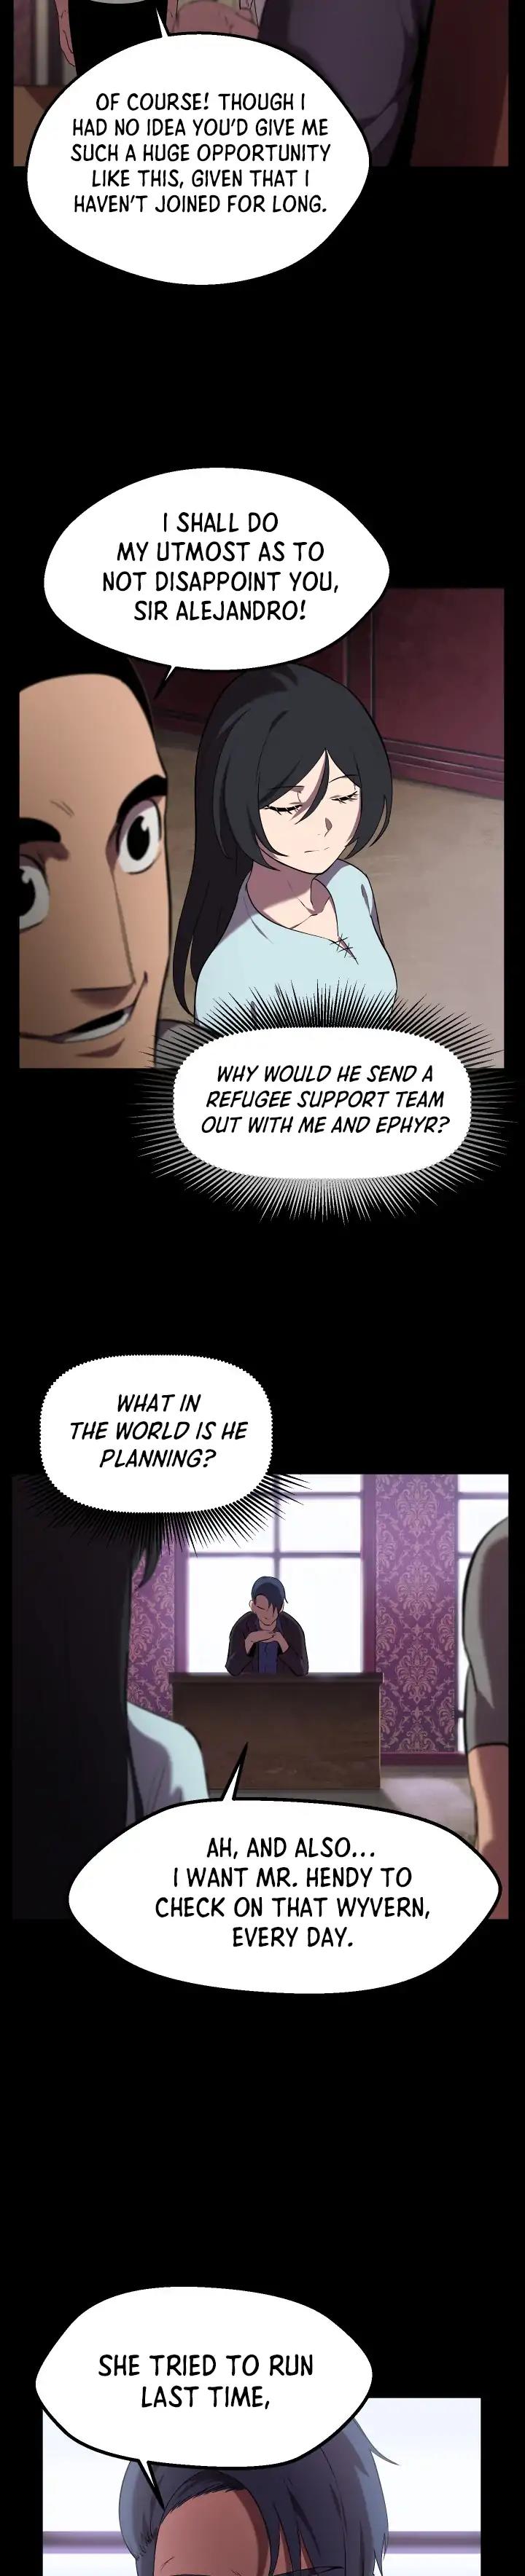 OF COURSE! THOUGH I
HAD NO IDEA YOU'D GIVE ME
SUCH A HUGE OPPORTUNITY
LIKE THIS, GIVEN THAT I
HAVEN'T JOINED FOR LONG.
I SHALL DO
MY UTMOST AS TO
NOT DISAPPOINT YOU,
SIR ALEJANDRO!
WHY WOULD HE SEND A
REFUGEE SUPPORT TEAM
OUT WITH ME AND EPHYR?
WHAT IN
THE WORLD IS HE
PLANNING?
AH, AND ALSO...
I WANT MR. HENDY TO
CHECK ON THAT WYVERN,
EVERY DAY.
SHE TRIED TO RUN
LAST TIME,